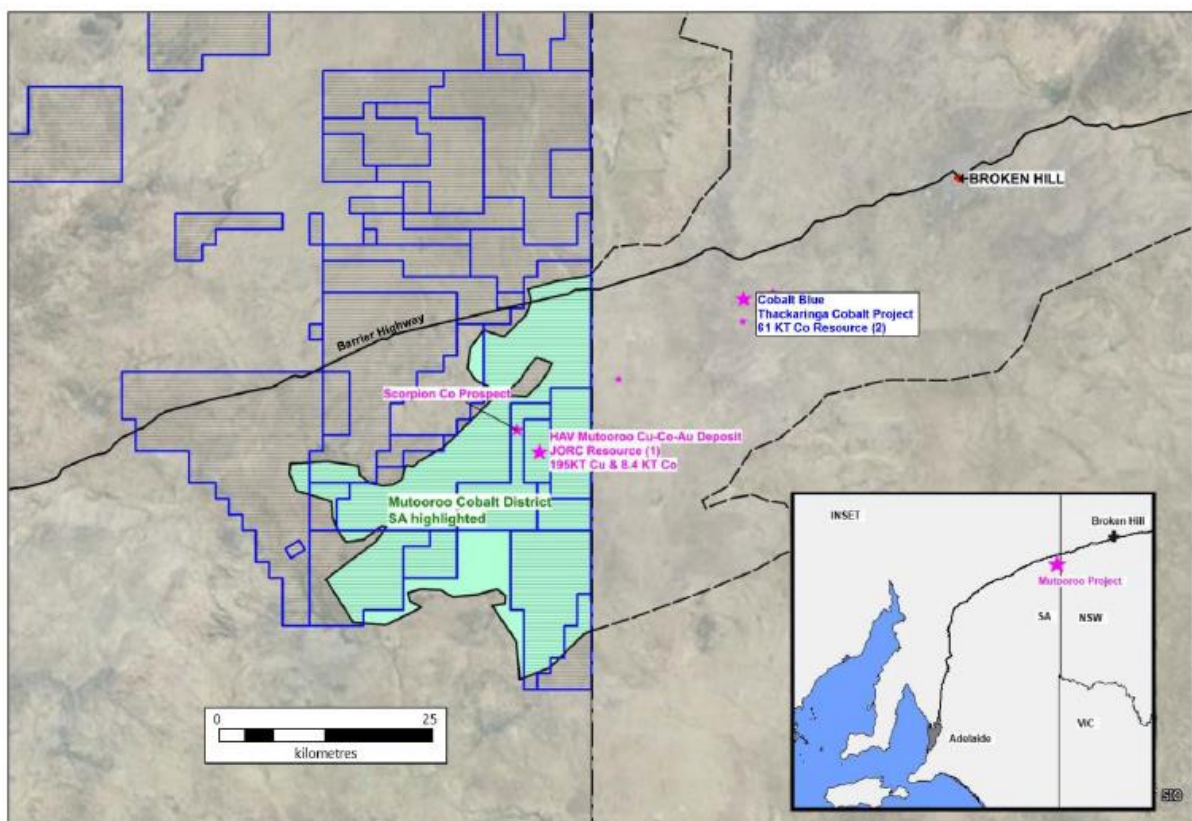 BROKEN HILL
Cobalt Blue
Thackaringa Cobalt Project
61 KT Co Resource (2)
Barrier Highway
Scorpion Co Prospect
HAV Mutooroo Cu-Co-Au Deposit
JORC Resource (1)
195KT Cu & 8.4 KT Co
Mutooroo Cobalt District
SA highlighted
INSET
Broken Hill
Mutooroo Project
SA
NSW
VIC
Adelaide
0 25
kilometres